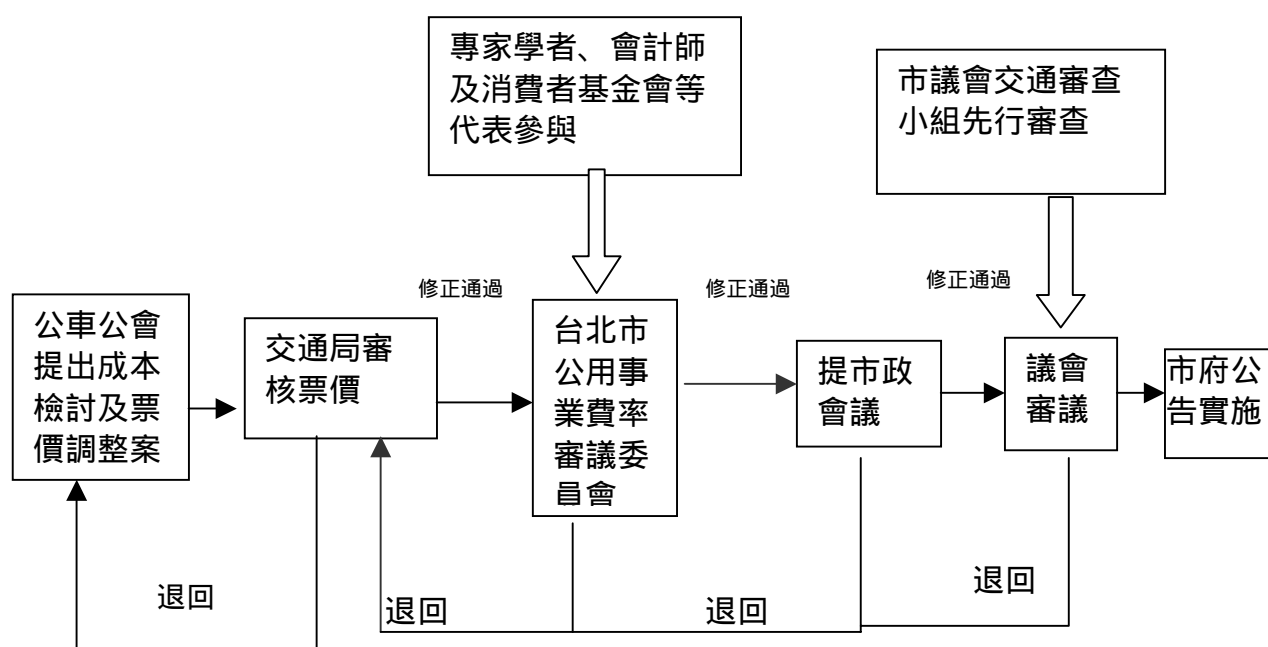 專家學者、會計師
及消費者基金會等
代表參與
市議會交通審查
小組先行審查
修正通過
修正通過
修正通過
公車公會
提出成本
檢討及票
價調整案
交通局審
核票價
台北市
公用事
業費率
審議委
員會
提市政
會議
議會
審議
市府公
告實施
退回
退回
退回
退回